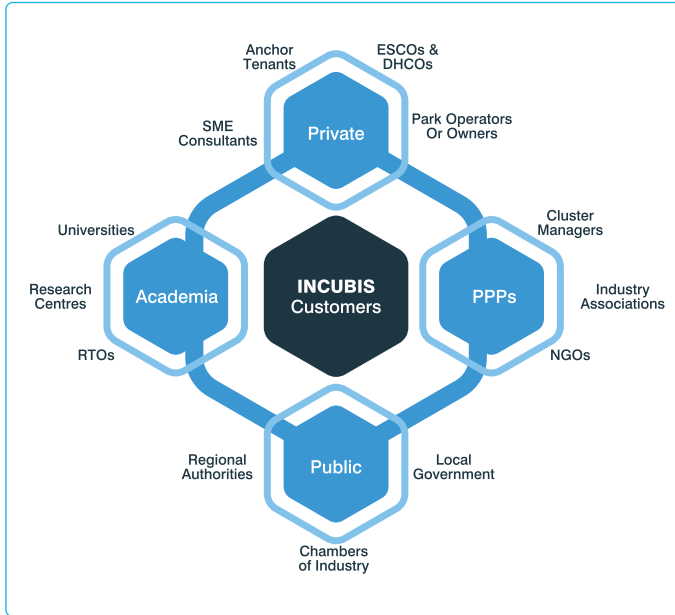 Anchor
Tenants
ESCOs &
DHCOs
SME
Consultants
Private
Park Operators
Or Owners
Universities
Research
Centres
RTOs
Academia
INCUBIS
Customers
PPPs
Cluster
Managers
Industry
Associations
NGOs
Regional
Authorities
Public
Local
Government
Chambers
of Industry